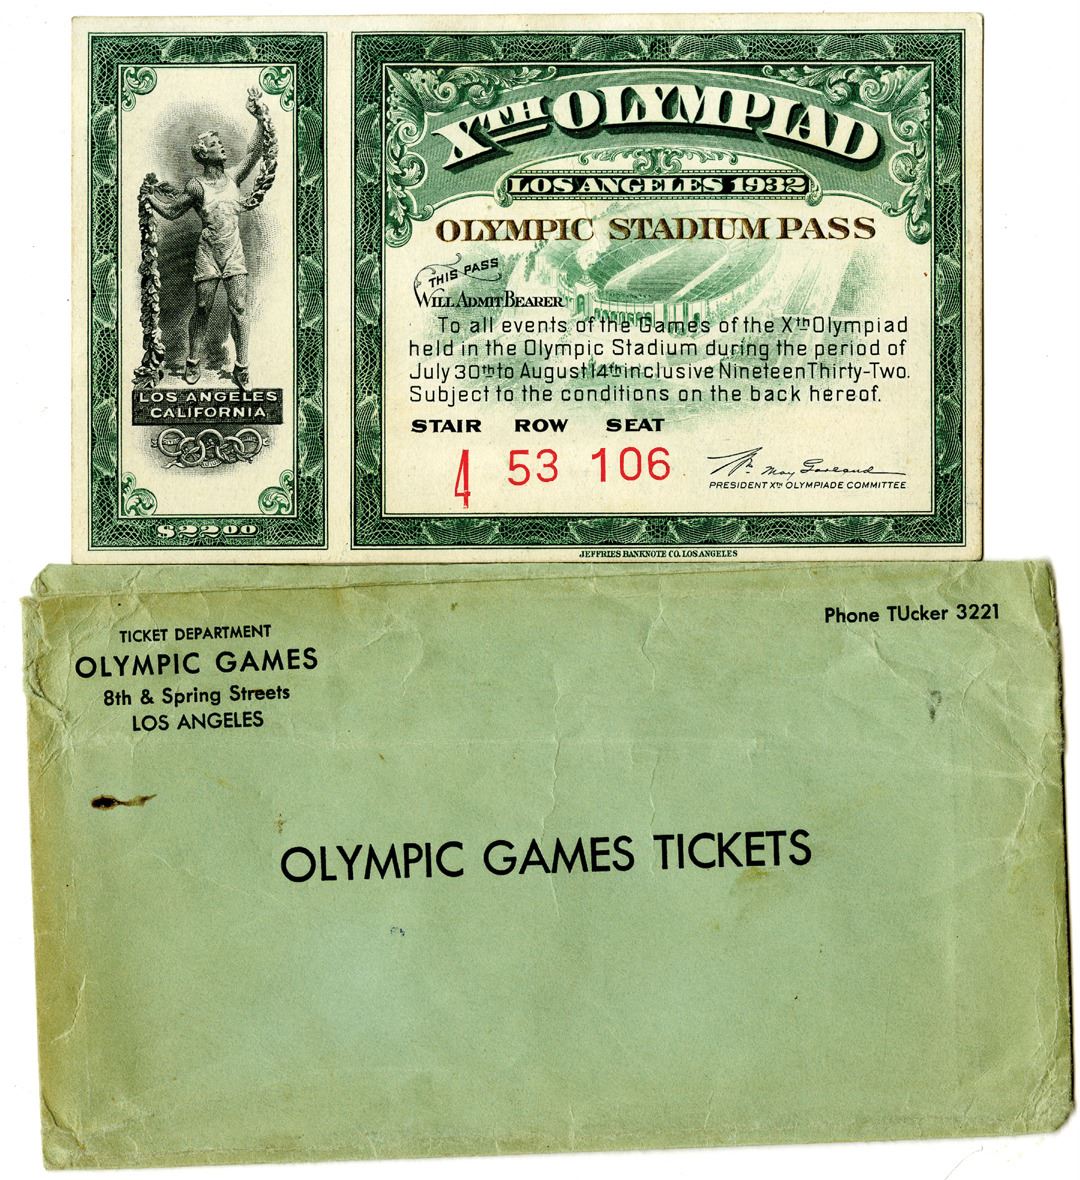 LOS ANGELES
CALIFORNIA
$2200
XTH OLYMPIAD
LOS ANGELES 1932
OLYMPIC STADIUM PASS
THIS PASS
WILL ADMIT BEARER
To all events of the Games of the Xth Olympiad
held in the Olympic Stadium during the period of
July 30th to August 14th inclusive Nineteen Thirty-Two.
Subject to the conditions on the back hereof.
STAIR ROW SEAT
4 53 106
Wm. May Garland
PRESIDENT XTH OLYMPIADE COMMITTEE
JEFFRIES BANKNOTE CO. LOS ANGELES
Phone TUcker 3221
TICKET DEPARTMENT
OLYMPIC GAMES
8th & Spring Streets
LOS ANGELES
OLYMPIC GAMES TICKETS